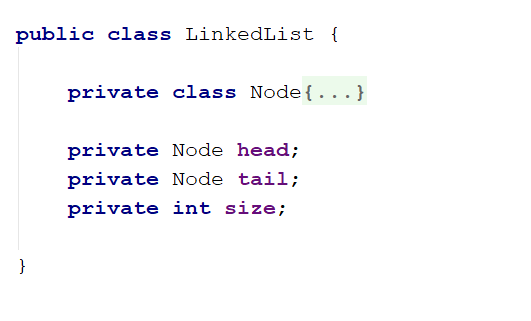 public class LinkedList {
private class Node{...}
private Node head;
private Node tail;
private int size;
}